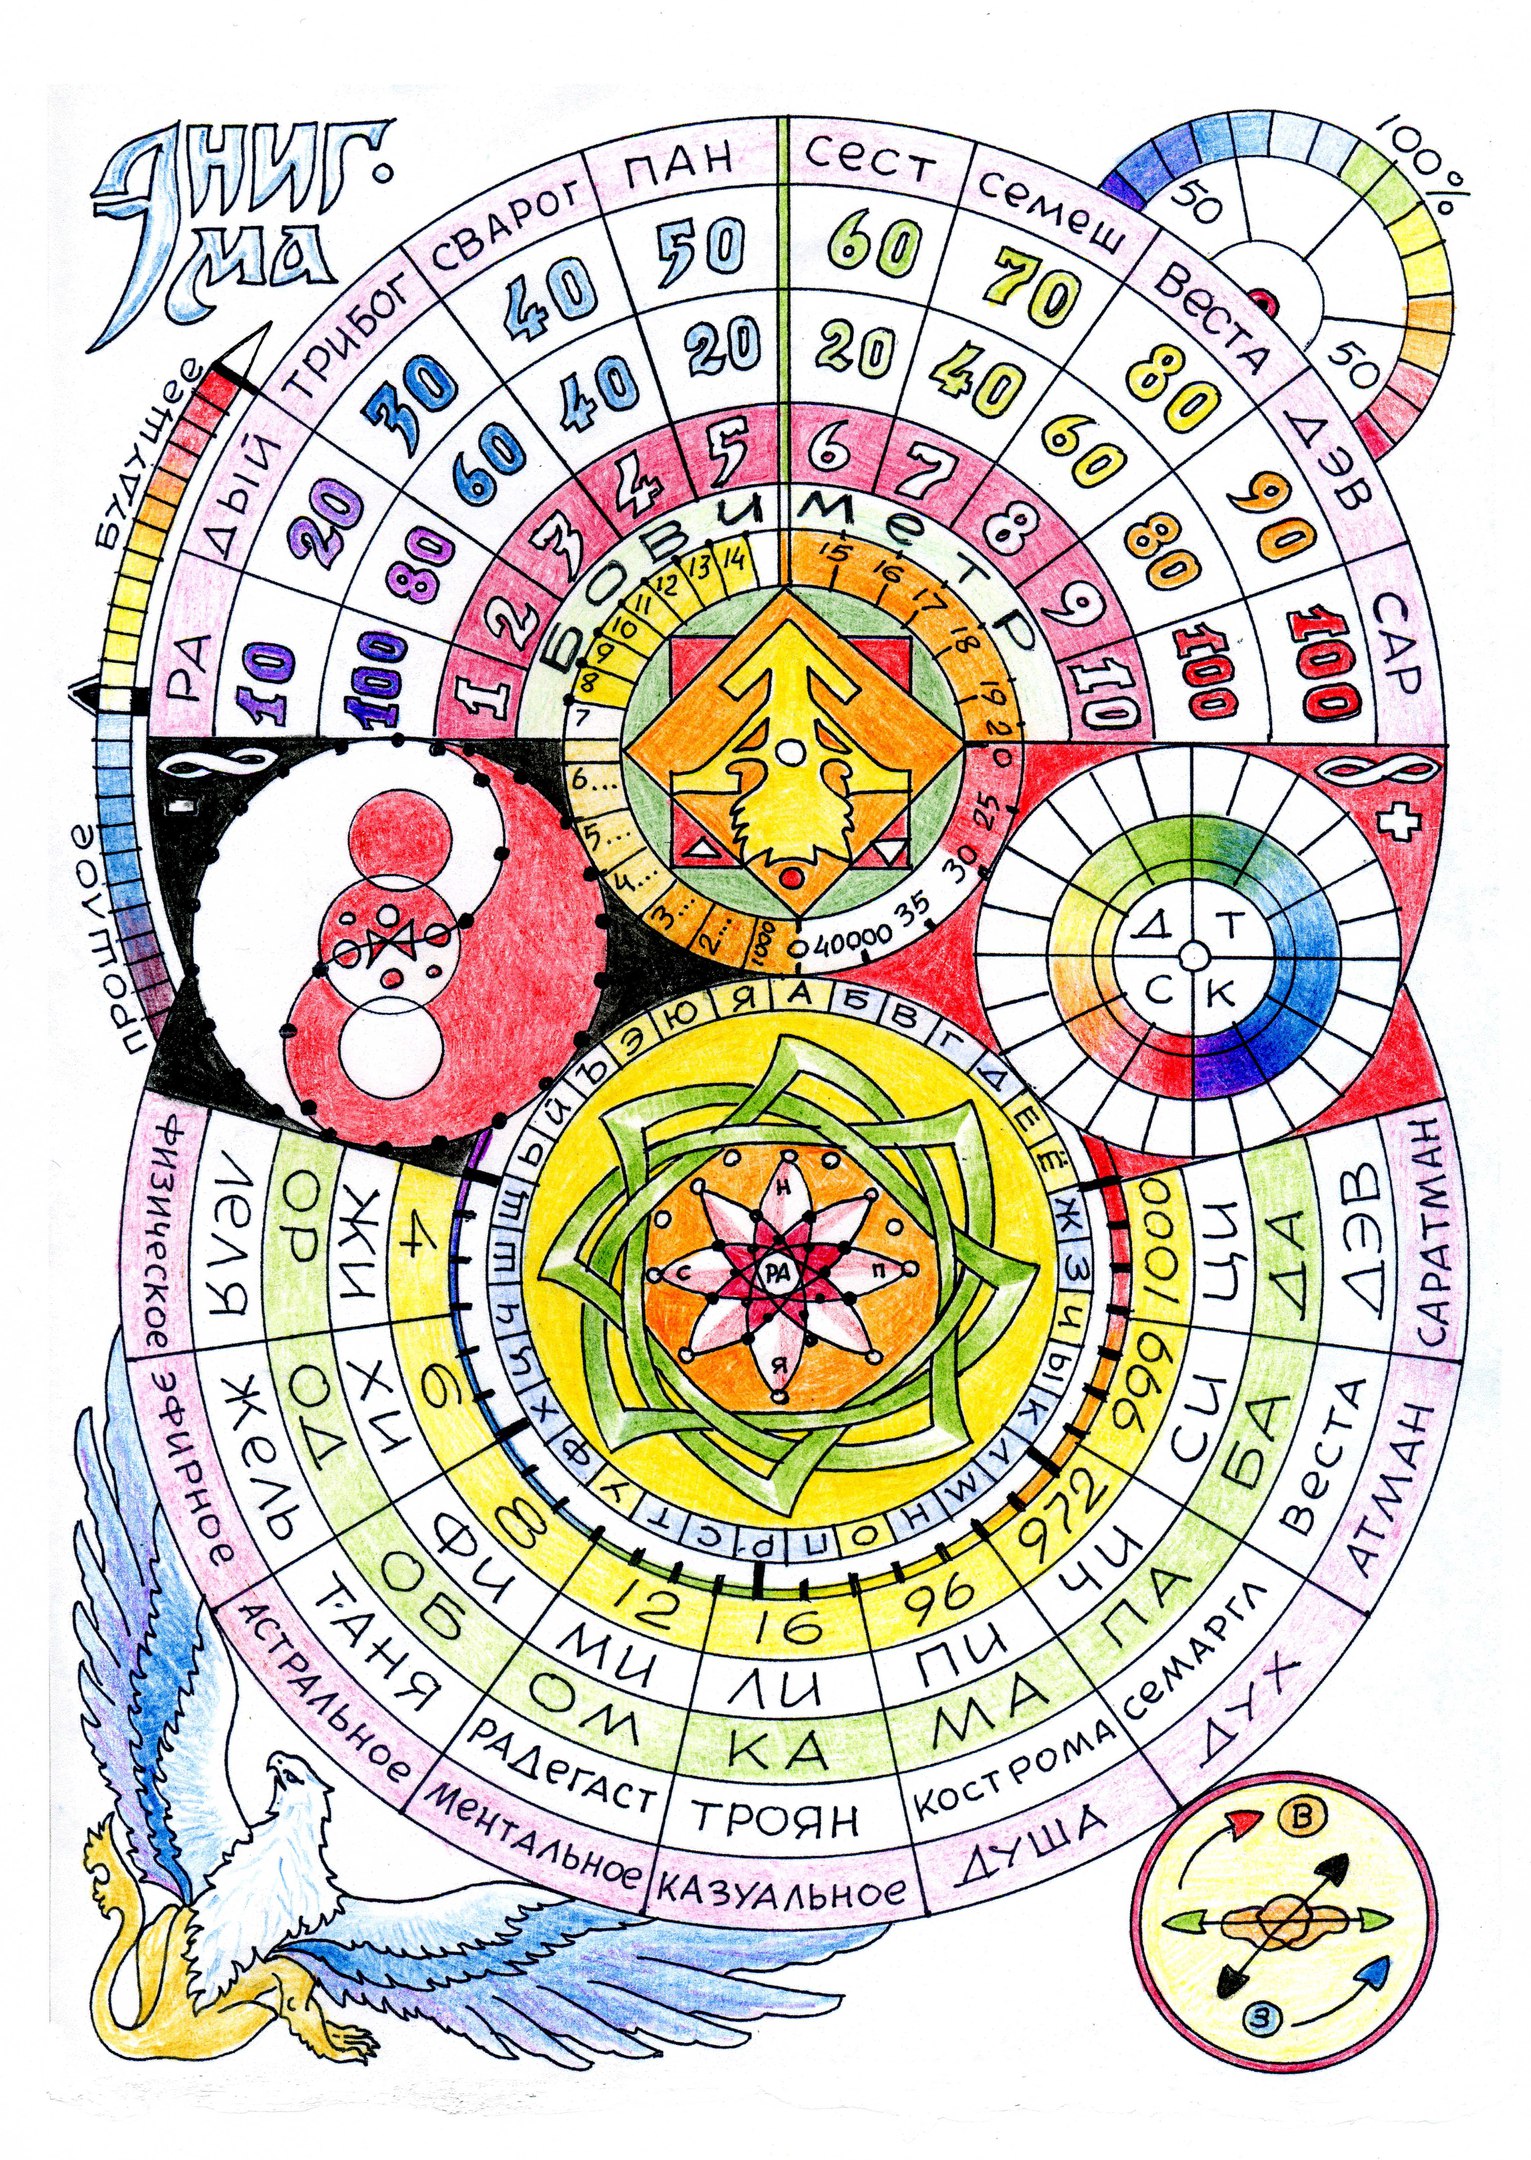 ЯНИГ.
МА
Будущее
прошлое
100%
50
50
РА
ДЫЙ
ТРИБОГ
СВАРОГ
ПАН
СЕСТ
Семеш
Веста
ДЭВ
САР
10 20 30 40 50 60 70 80 90 100
100 80 60 40 20 20 40 60 80 100
1 2 3 4 5 6 7 8 9 10
Бовиметр
7 8 9 10 11 12 13 14 15 16 17 18 19 20 25 30 35 40000
6... 5... 4... 3... 2... 1000 0
-
+
Д Т
С К
А Б В Г Д Е Ё Ж З Ч Ы К Л М Н О П Р С Т У Ф Х Ц Ч Ш Щ Ы Й Ъ Э Ю Я
Н
С РА П
Я
4 6 8 12 16 96 972 999 1000
ЖИ ХИ ФИ МИ ЛИ ПИ ЧИ СИ ЦИ
ОР ОД ОБ ОМ КА МА ПА БА ДА
ЛЕЛЯ
ЖЕЛЬ
ТАНЯ
РАДЕГАСТ
ТРОЯН
КОСТРОМА
СЕМАРГЛ
ВЕСТА
ДЭВ
ФИЗИЧЕСКОЕ
ЭФИРНОЕ
АСТРАЛЬНОЕ
МЕНТАЛЬНОЕ
КАЗУАЛЬНОЕ
ДУША
ДУХ
АТМАН
САРАТМАН
В
З